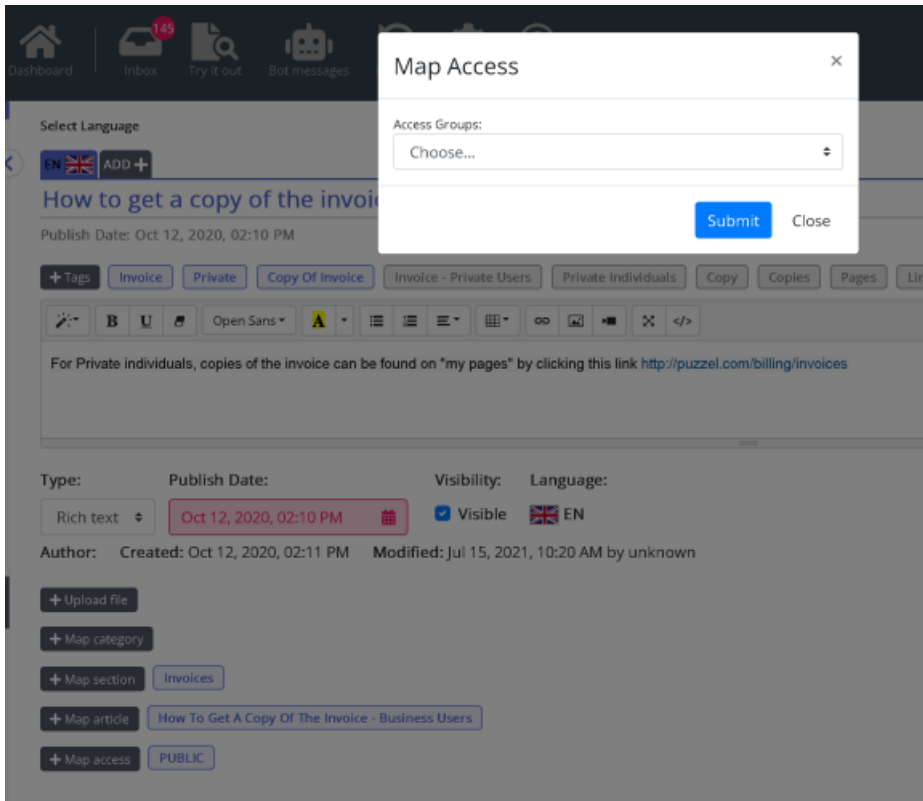 145
Dashboard
Inbox
Try it out
Bot messages
Map Access
×
Access Groups:
Choose...
Submit Close
Select Language
EN ADD
How to get a copy of the
Publish Date: Oct 12, 2020, 02:10 PM
Tags Invoice Private Copy Of Invoice Invoice - Private Users Private Individuals Copy Copies Pages
B U Open Sans A </>
For Private individuals, copies of the invoice can be found on "my pages" by clicking this link http://puzzel.com/billing/invoices
Type: Publish Date: Visibility: Language:
Rich text Oct 12, 2020, 02:10 PM Visible EN
Author: Created: Oct 12, 2020, 02:11 PM Modified: Jul 15, 2021, 10:20 AM by unknown
+ Upload file
+ Map category
+ Map section Invoices
+ Map article How To Get A Copy Of The Invoice - Business Users
+ Map access PUBLIC